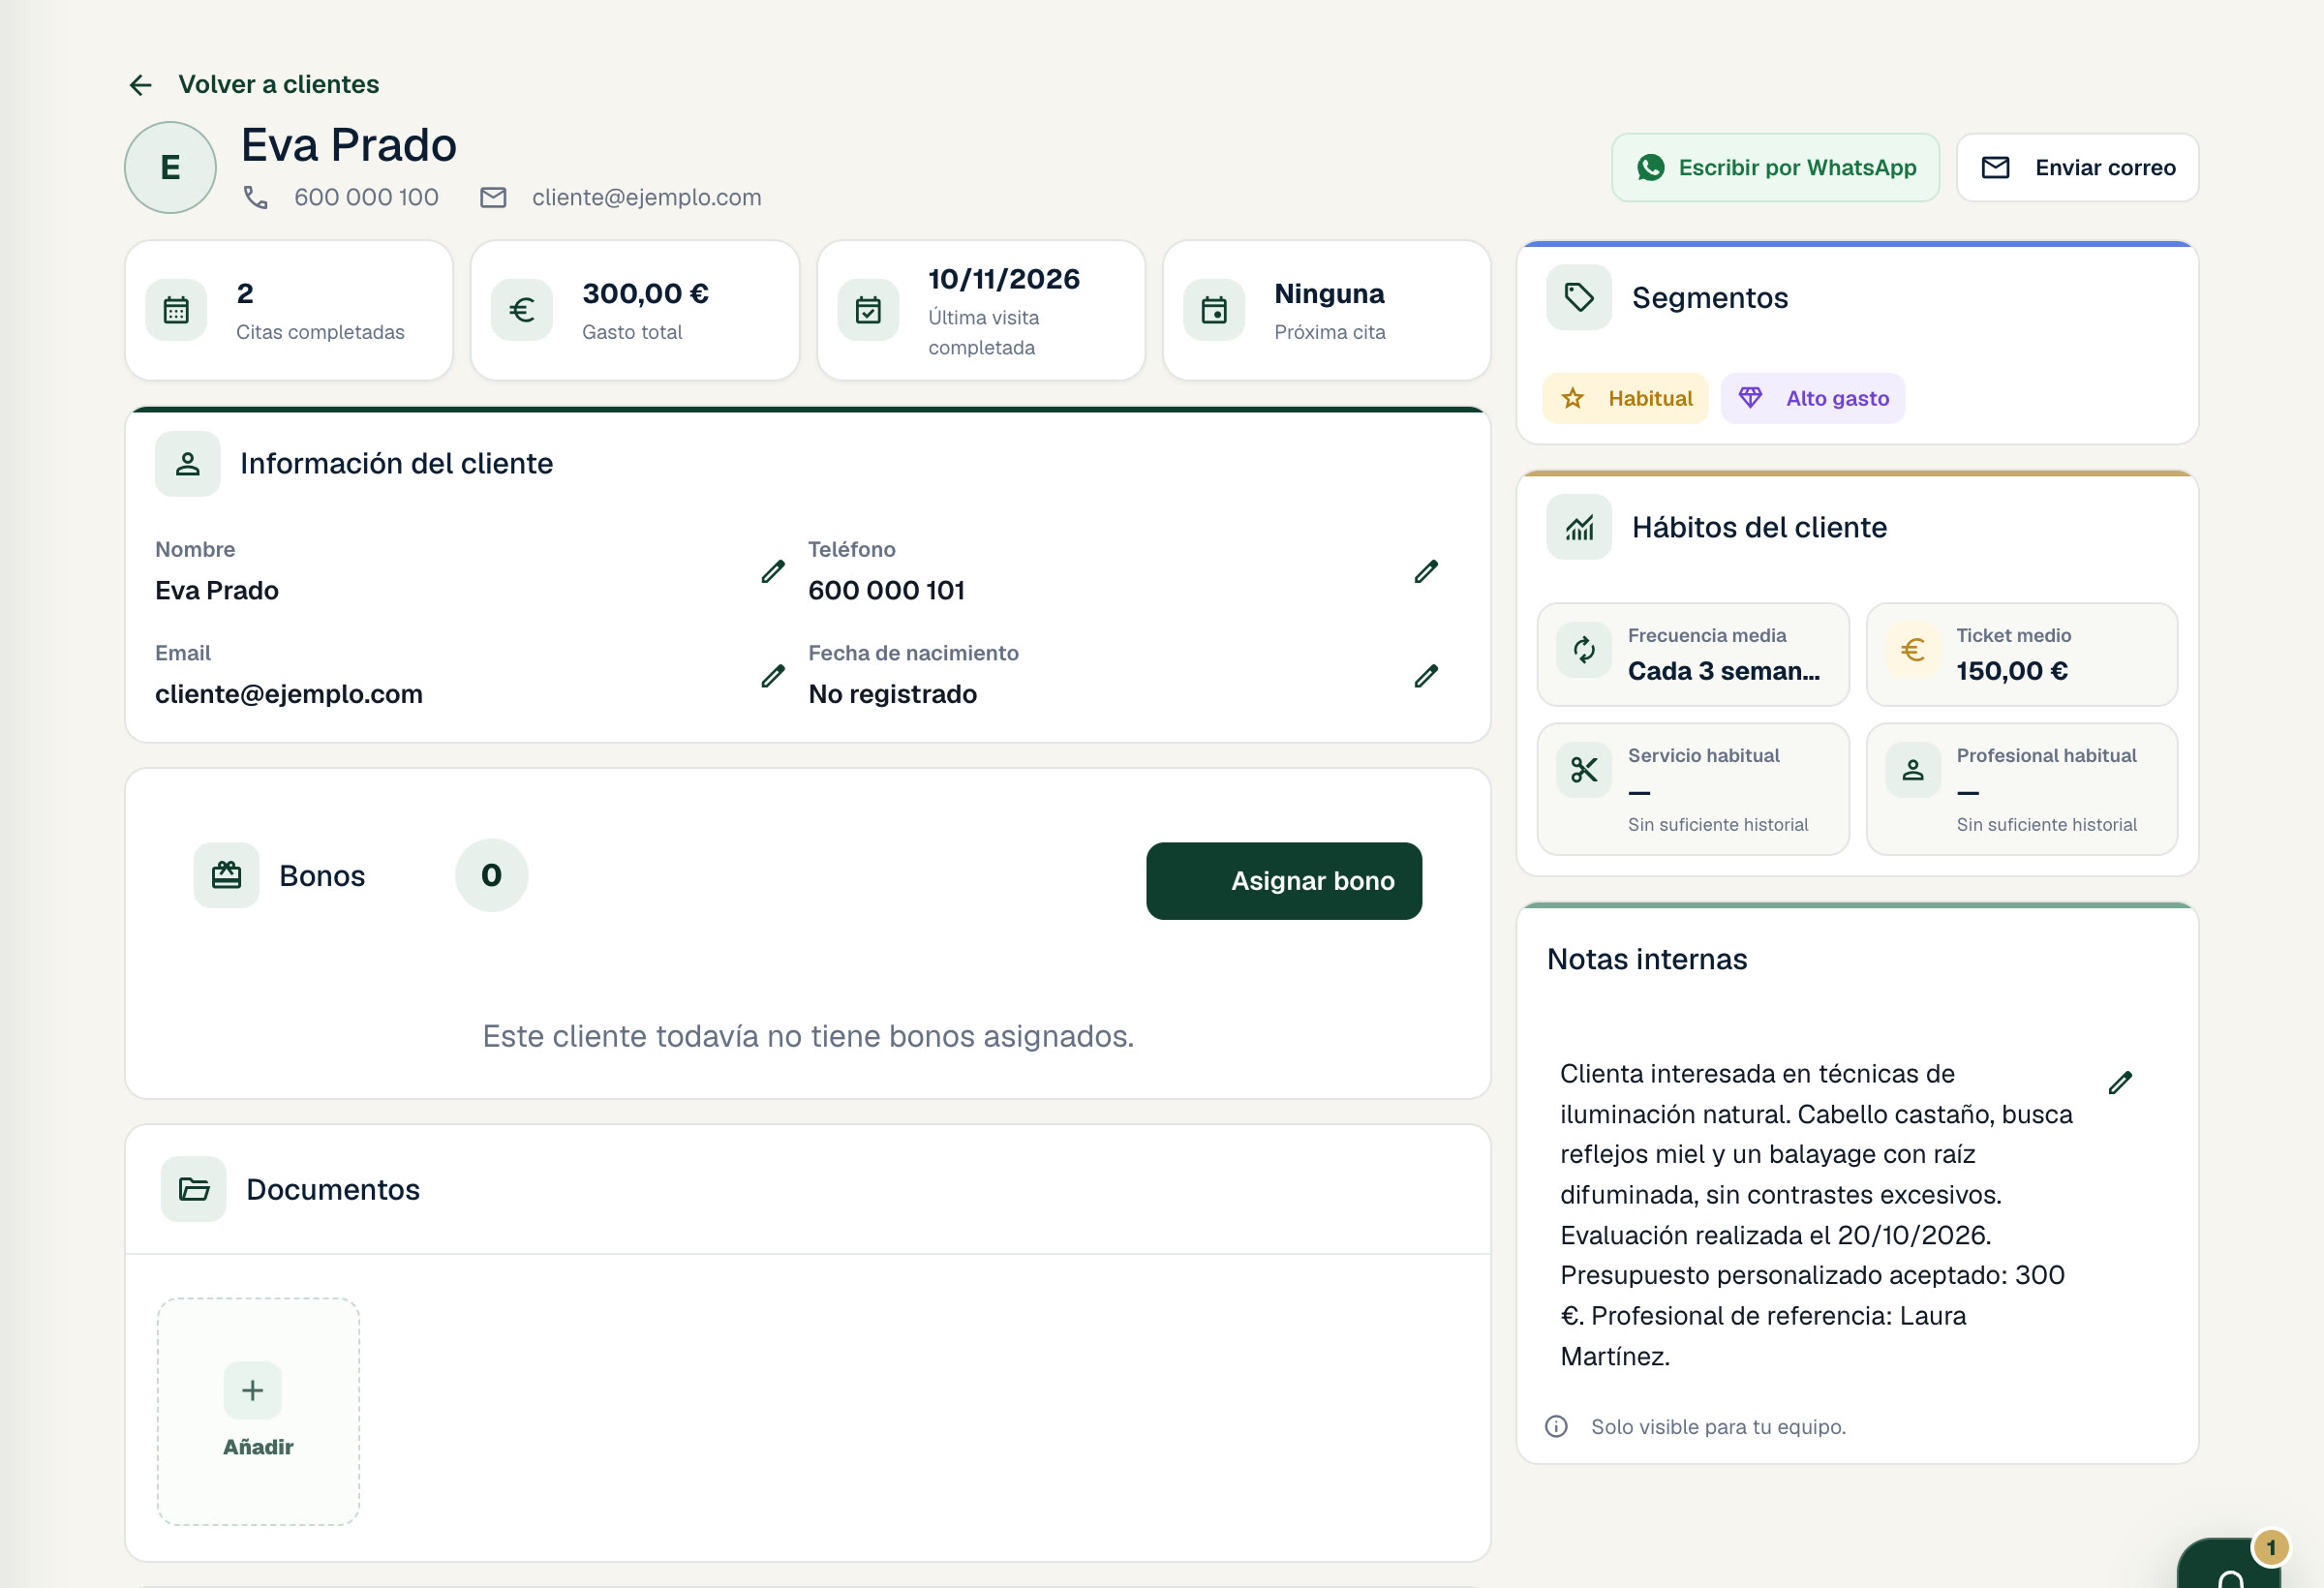 Volver a clientes
E
Eva Prado
600 000 100
cliente@ejemplo.com
Escribir por WhatsApp
Enviar correo
2
Citas completadas
300,00 €
Gasto total
10/11/2026
Última visita
completada
Ninguna
Próxima cita
Información del cliente
Nombre
Eva Prado
Teléfono
600 000 101
Email
cliente@ejemplo.com
Fecha de nacimiento
No registrado
Bonos
0
Asignar bono
Este cliente todavía no tiene bonos asignados.
Documentos
Añadir
Segmentos
Habitual
Alto gasto
Hábitos del cliente
Frecuencia media
Cada 3 seman...
Ticket medio
150,00 €
Servicio habitual
—
Sin suficiente historial
Profesional habitual
—
Sin suficiente historial
Notas internas
Clienta interesada en técnicas de
iluminación natural. Cabello castaño, busca
reflejos miel y un balayage con raíz
difuminada, sin contrastes excesivos.
Evaluación realizada el 20/10/2026.
Presupuesto personalizado aceptado: 300
€. Profesional de referencia: Laura
Martínez.
Solo visible para tu equipo.
1